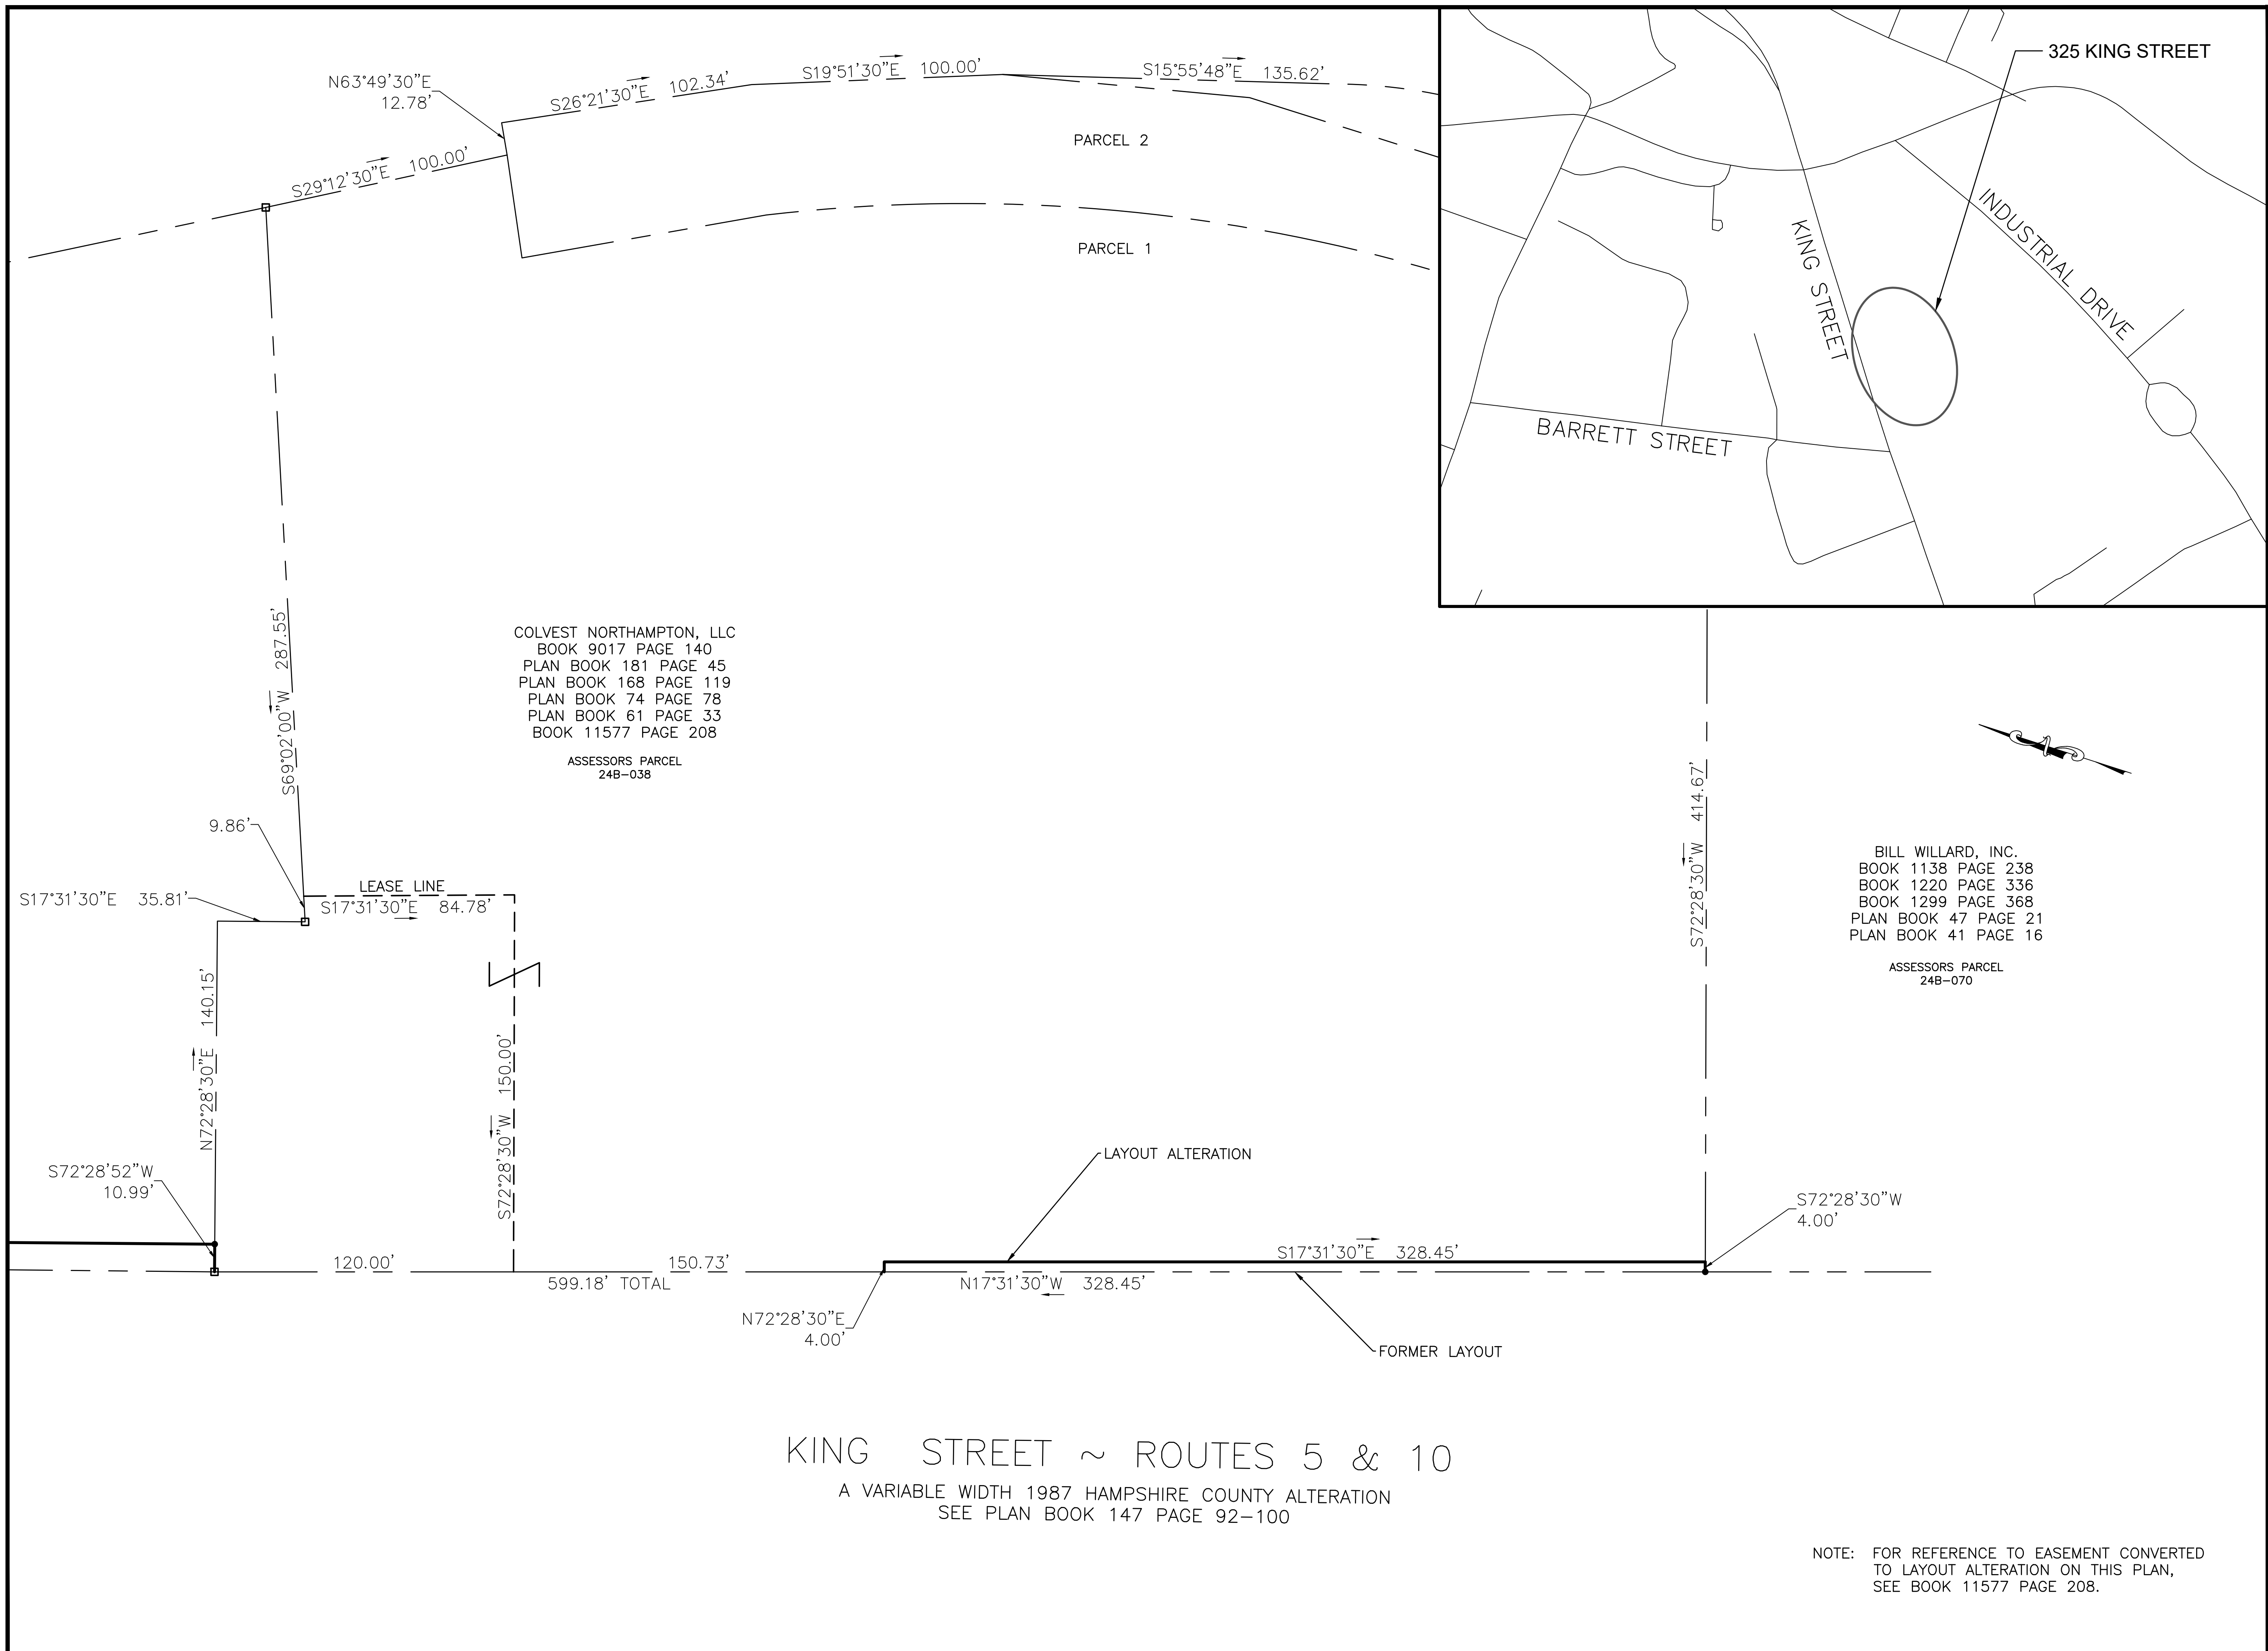 N63°49'30"E
12.78'
S26°21'30"E 102.34'
S19°51'30"E 100.00'
S15°55'48"E 135.62'
S29°12'30"E 100.00'
PARCEL 2
PARCEL 1
325 KING STREET
KING STREET
INDUSTRIAL DRIVE
BARRETT STREET
S69°02'00"W 287.55'
COLVEST NORTHAMPTON, LLC
BOOK 9017 PAGE 140
PLAN BOOK 181 PAGE 45
PLAN BOOK 168 PAGE 119
PLAN BOOK 74 PAGE 78
PLAN BOOK 61 PAGE 33
BOOK 11577 PAGE 208
ASSESSORS PARCEL
24B-038
S72°28'30"W 414.67'
BILL WILLARD, INC.
BOOK 1138 PAGE 238
BOOK 1220 PAGE 336
BOOK 1299 PAGE 368
PLAN BOOK 47 PAGE 21
PLAN BOOK 41 PAGE 16
ASSESSORS PARCEL
24B-070
9.86'
S17°31'30"E 35.81'
LEASE LINE
S17°31'30"E 84.78'
N72°28'30"E 140.15'
S72°28'30"W 150.00'
S72°28'52"W
10.99'
LAYOUT ALTERATION
S72°28'30"W
4.00'
120.00'
150.73'
S17°31'30"E 328.45'
599.18' TOTAL
N17°31'30"W 328.45'
N72°28'30"E
4.00'
FORMER LAYOUT
KING STREET ~ ROUTES 5 & 10
A VARIABLE WIDTH 1987 HAMPSHIRE COUNTY ALTERATION
SEE PLAN BOOK 147 PAGE 92-100
NOTE: FOR REFERENCE TO EASEMENT CONVERTED
TO LAYOUT ALTERATION ON THIS PLAN,
SEE BOOK 11577 PAGE 208.